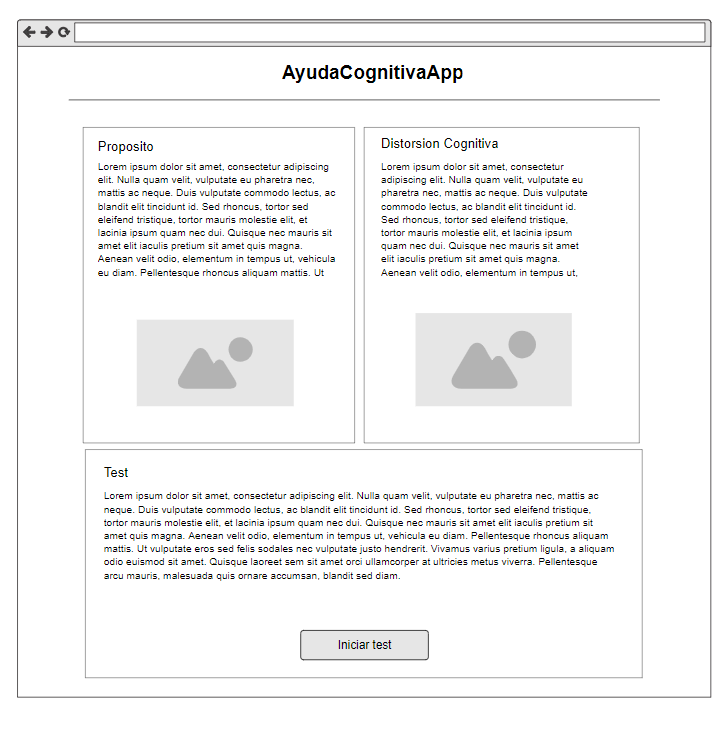 AyudaCognitivaApp
Proposito
Lorem ipsum dolor sit amet, consectetur adipiscing
elit. Nulla quam velit, vulputate eu pharetra nec,
mattis ac neque. Duis vulputate commodo lectus, ac
blandit elit tincidunt id. Sed rhoncus, tortor sed
eleifend tristique, tortor mauris molestie elit, et
lacinia ipsum quam nec dui. Quisque nec mauris sit
amet elit iaculis pretium sit amet quis magna.
Aenean velit odio, elementum in tempus ut, vehicula
eu diam. Pellentesque rhoncus aliquam mattis. Ut
Distorsion Cognitiva
Lorem ipsum dolor sit amet, consectetur
adipiscing elit. Nulla quam velit, vulputate eu
pharetra nec, mattis ac neque. Duis vulputate
commodo lectus, ac blandit elit tincidunt id.
Sed rhoncus, tortor sed eleifend tristique,
tortor mauris molestie elit, et lacinia ipsum
quam nec dui. Quisque nec mauris sit amet
elit iaculis pretium sit amet quis magna.
Aenean velit odio, elementum in tempus ut,
Test
Lorem ipsum dolor sit amet, consectetur adipiscing elit. Nulla quam velit, vulputate eu pharetra nec, mattis ac
neque. Duis vulputate commodo lectus, ac blandit elit tincidunt id. Sed rhoncus, tortor sed eleifend tristique,
tortor mauris molestie elit, et lacinia ipsum quam nec dui. Quisque nec mauris sit amet elit iaculis pretium sit
amet quis magna. Aenean velit odio, elementum in tempus ut, vehicula eu diam. Pellentesque rhoncus aliquam
mattis. Ut vulputate eros sed felis sodales nec vulputate justo hendrerit. Vivamus varius pretium ligula, a aliquam
odio euismod sit amet. Quisque laoreet sem sit amet orci ullamcorper at ultricies metus viverra. Pellentesque
arcu mauris, malesuada quis ornare accumsan, blandit sed diam.
Iniciar test